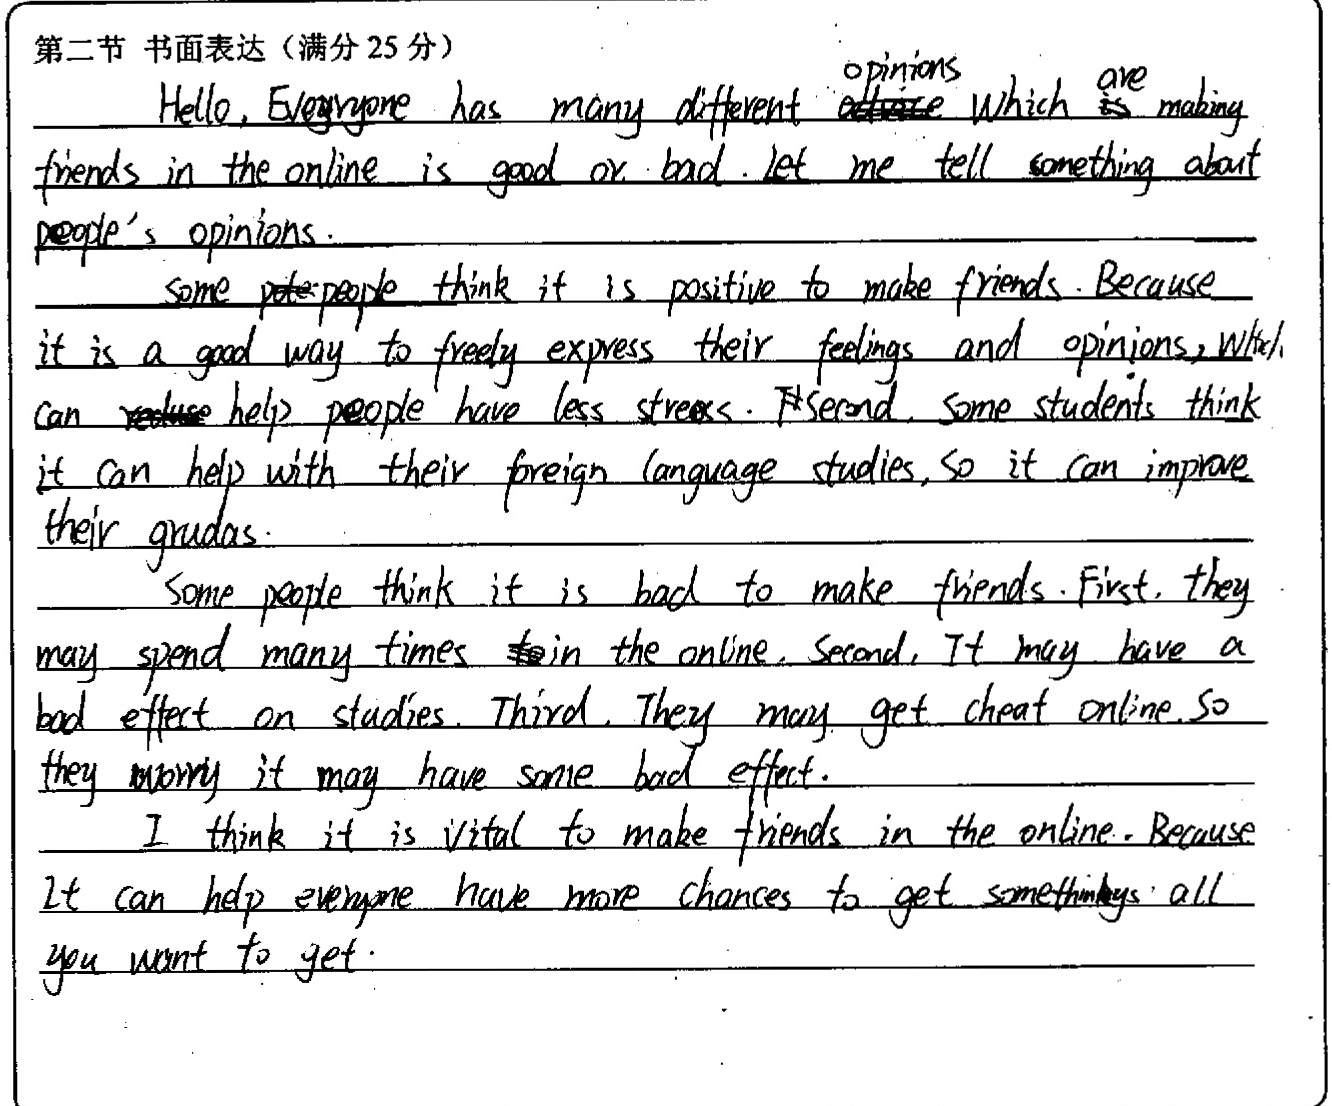 第二节 书面表达（满分 25 分）
Hello, Everyone has many different opinions which are making
friends in the online is good or bad. Let me tell something about
people's opinions.
Some people think it is positive to make friends. Because
it is a good way to freely express their feelings and opinions, which
can help people have less stress. Second. Some students think
it can help with their foreign language studies, So it can improve
their grudas.
Some people think it is bad to make friends. First, they
may spend many times in the online. Second, It may have a
bad effect on studies. Third. They may get cheat online. So
they worry it may have some bad effect.
I think it is vital to make friends in the online. Because
It can help everyone have more chances to get somethings all
you want to get.